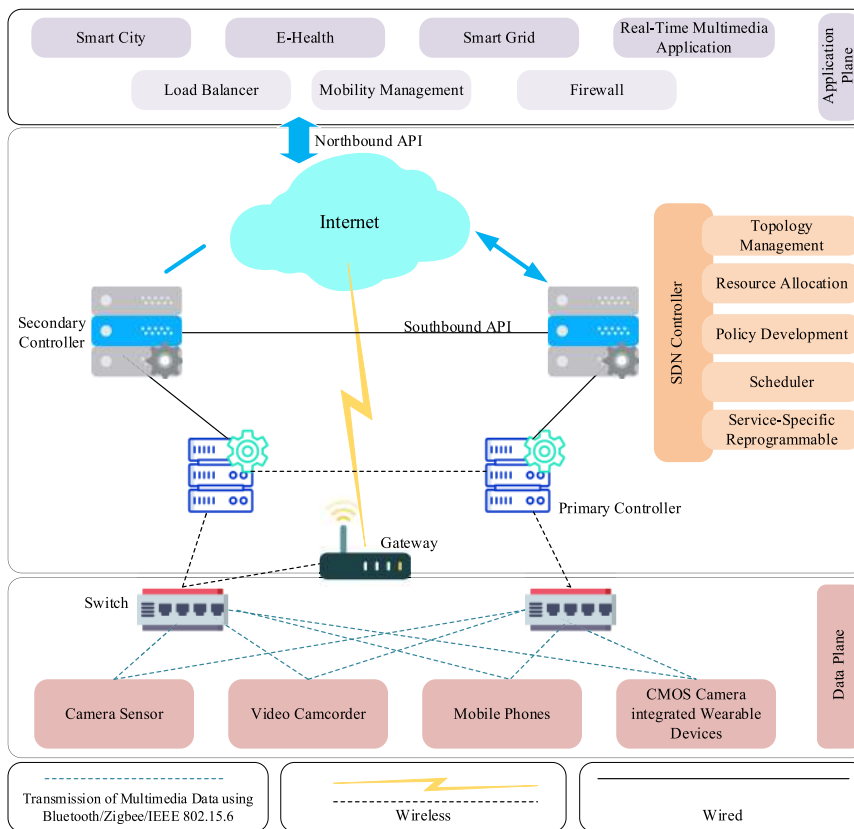 Smart City
E-Health
Smart Grid
Real-Time Multimedia
Application
Load Balancer
Mobility Management
Firewall
Application
Plane
Northbound API
Internet
Secondary
Controller
Southbound API
SDN Controller
Topology
Management
Resource Allocation
Policy Development
Scheduler
Service-Specific
Reprogrammable
Primary Controller
Gateway
Switch
Camera Sensor
Video Camcorder
Mobile Phones
CMOS Camera
integrated Wearable
Devices
Data Plane
Transmission of Multimedia Data using
Bluetooth/Zigbee/IEEE 802.15.6
Wireless
Wired